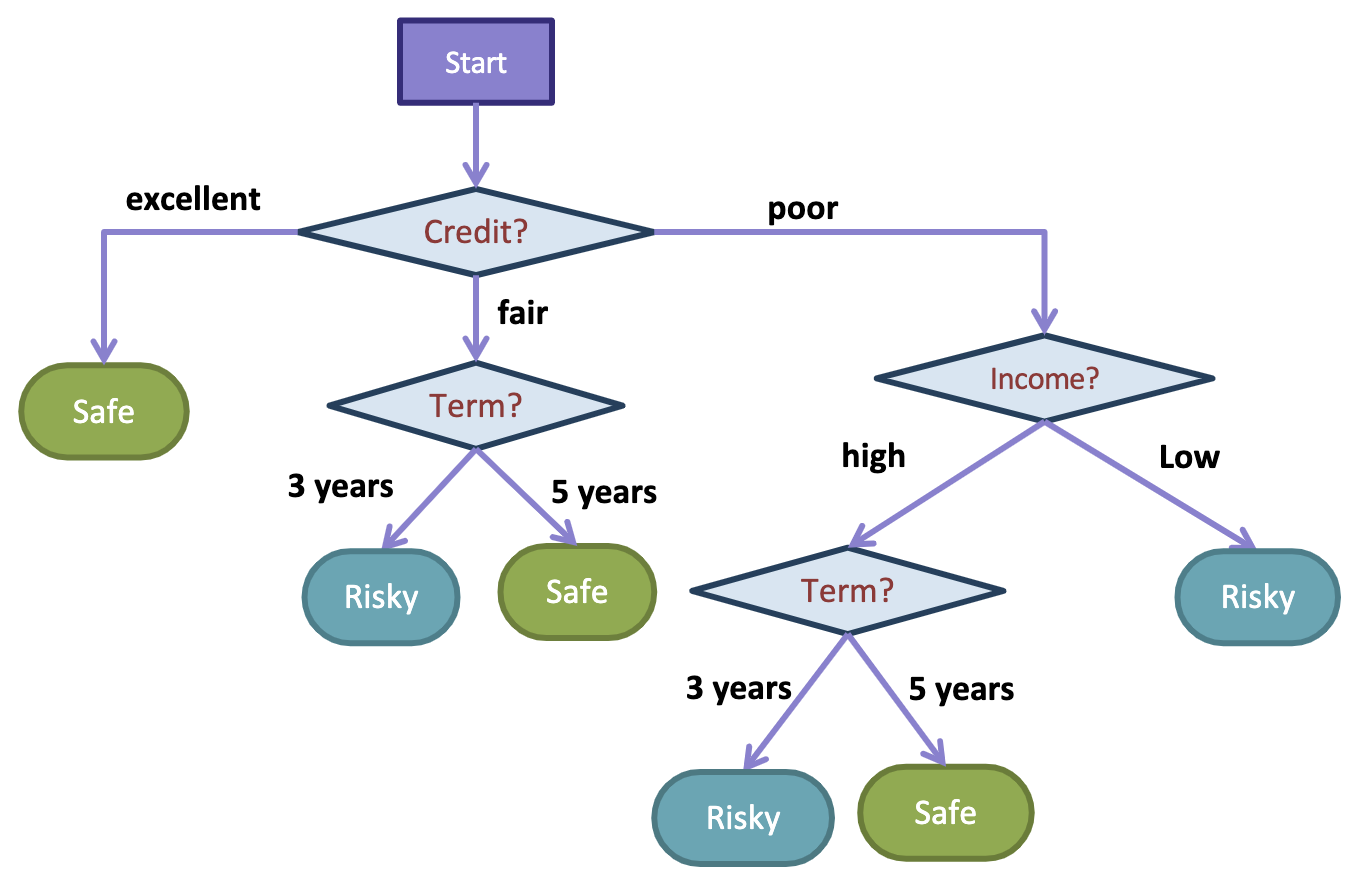 Start
excellent
poor
Credit?
fair
Income?
Safe
Term?
high
Low
3 years
5 years
Risky
Safe
Term?
Risky
3 years
5 years
Risky
Safe